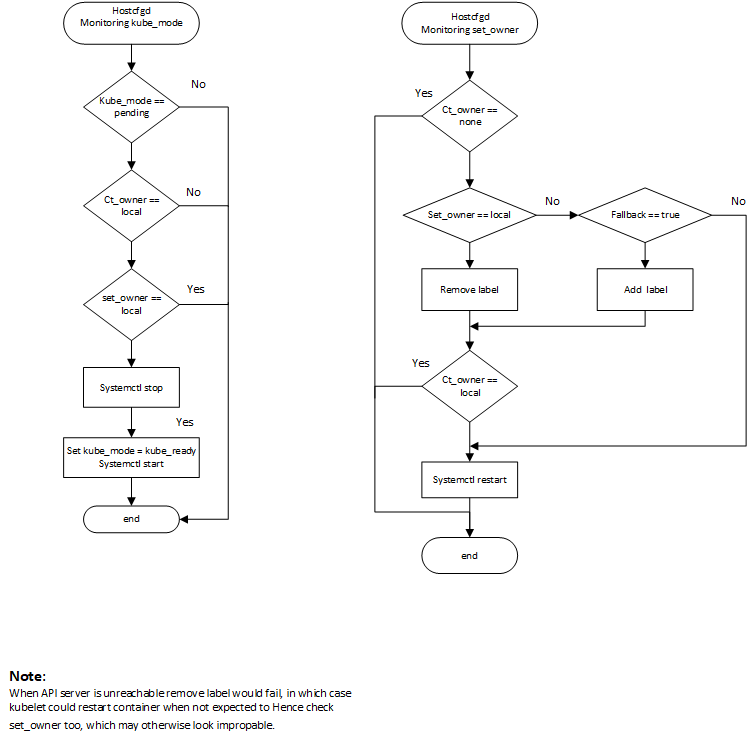 Hostcfgd
Monitoring kube_mode
No
Kube_mode ==
pending
Ct_owner ==
local
No
set_owner ==
local
Yes
Systemctl stop
Yes
Set kube_mode = kube_ready
Systemctl start
end
Hostcfgd
Monitoring set_owner
Yes
Ct_owner ==
none
Set_owner == local
No
Fallback == true
No
Remove label
Add label
Yes
Ct_owner ==
local
Systemctl restart
end
Note:
When API server is unreachable remove label would fail, in which case
kubelet could restart container when not expected to Hence check
set_owner too, which may otherwise look impropable.